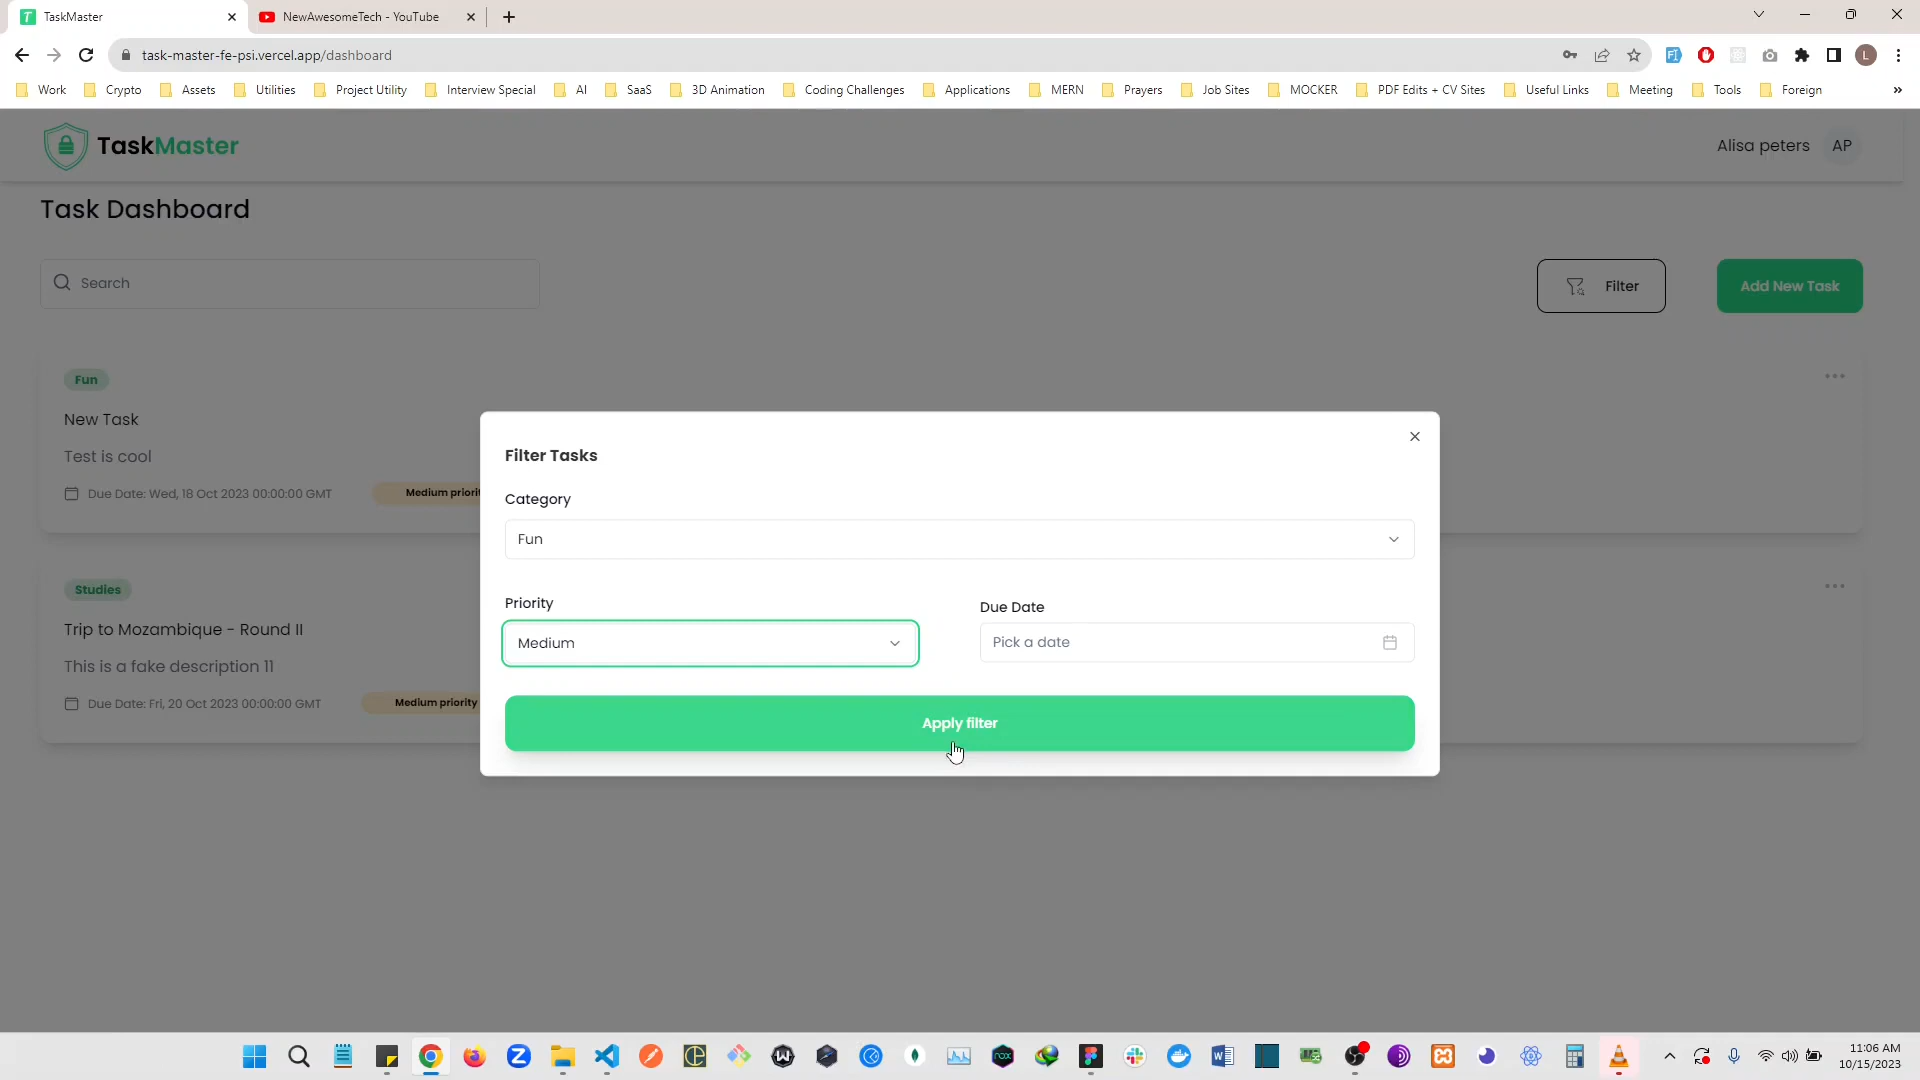 TaskMaster
NewAwesomeTech - YouTube
task-master-fe-psi.vercel.app/dashboard
L
Work
Crypto
Assets
Utilities
Project Utility
Interview Special
AI
SaaS
3D Animation
Coding Challenges
Applications
MERN
Prayers
Job Sites
MOCKER
PDF Edits + CV Sites
Useful Links
Meeting
Tools
Foreign
»
TaskMaster
Alisa peters
AP
Task Dashboard
Search
Filter
Add New Task
Fun
New Task
Test is cool
Due Date: Wed, 18 Oct 2023 00:00:00 GMT
Medium priorit
Studies
Trip to Mozambique - Round II
This is a fake description 11
Due Date: Fri, 20 Oct 2023 00:00:00 GMT
Medium priority
Filter Tasks
Category
Fun
Priority
Medium
Due Date
Pick a date
Apply filter
11:06 AM
10/15/2023